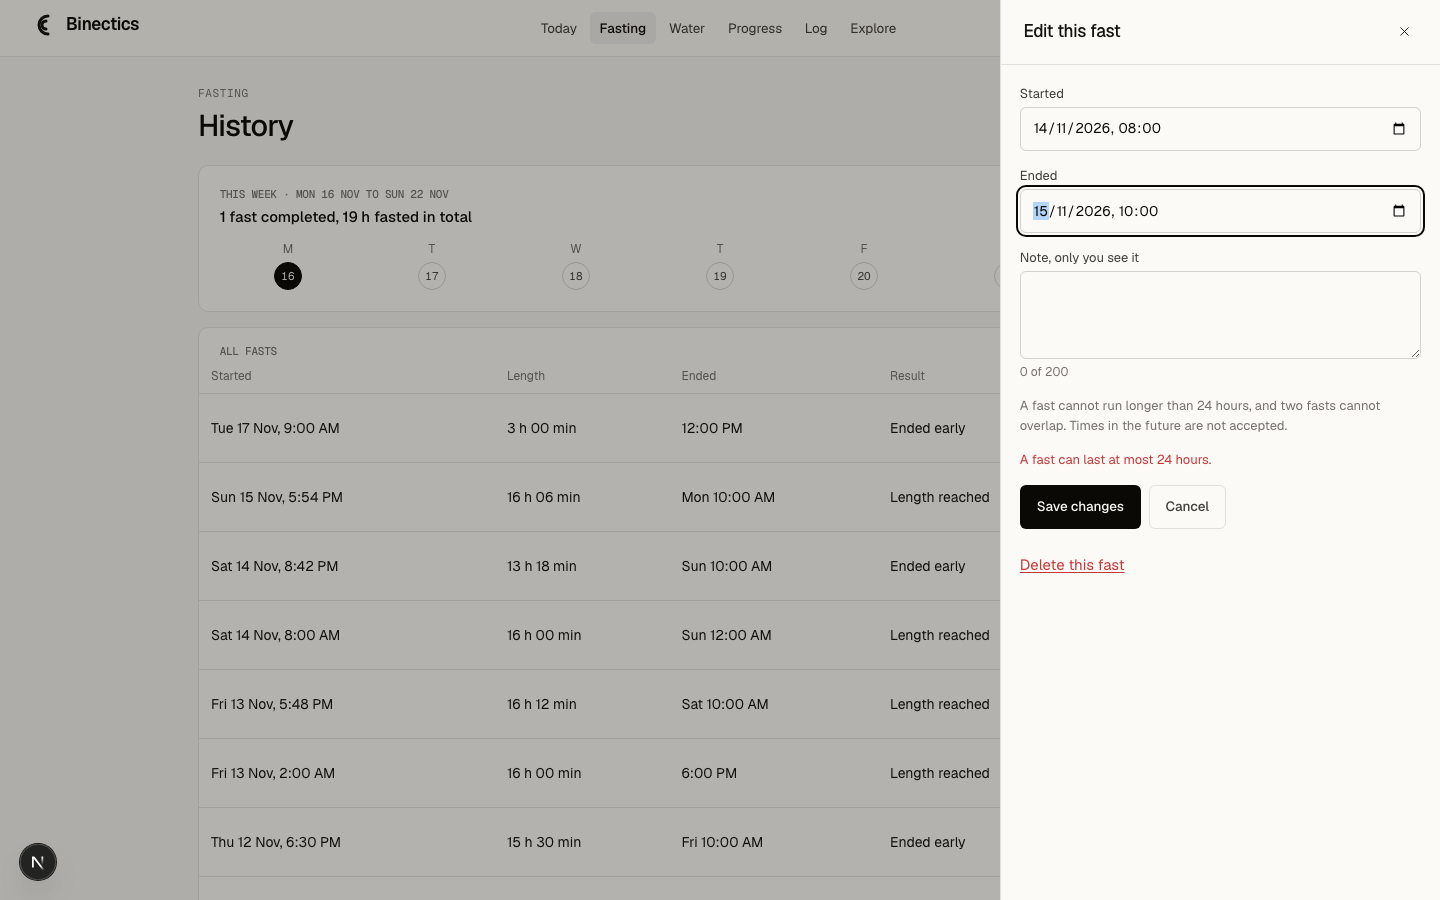 Binectics
Today
Fasting
Water
Progress
Log
Explore
FASTING
History
THIS WEEK · MON 16 NOV TO SUN 22 NOV
1 fast completed, 19 h fasted in total
M T W T F
16 17 18 19 20
ALL FASTS
Started Length Ended Result
Tue 17 Nov, 9:00 AM 3 h 00 min 12:00 PM Ended early
Sun 15 Nov, 5:54 PM 16 h 06 min Mon 10:00 AM Length reached
Sat 14 Nov, 8:42 PM 13 h 18 min Sun 10:00 AM Ended early
Sat 14 Nov, 8:00 AM 16 h 00 min Sun 12:00 AM Length reached
Fri 13 Nov, 5:48 PM 16 h 12 min Sat 10:00 AM Length reached
Fri 13 Nov, 2:00 AM 16 h 00 min 6:00 PM Length reached
Thu 12 Nov, 6:30 PM 15 h 30 min Fri 10:00 AM Ended early
N
Edit this fast
Started
14/11/2026, 08:00
Ended
15/11/2026, 10:00
Note, only you see it
0 of 200
A fast cannot run longer than 24 hours, and two fasts cannot
overlap. Times in the future are not accepted.
A fast can last at most 24 hours.
Save changes
Cancel
Delete this fast